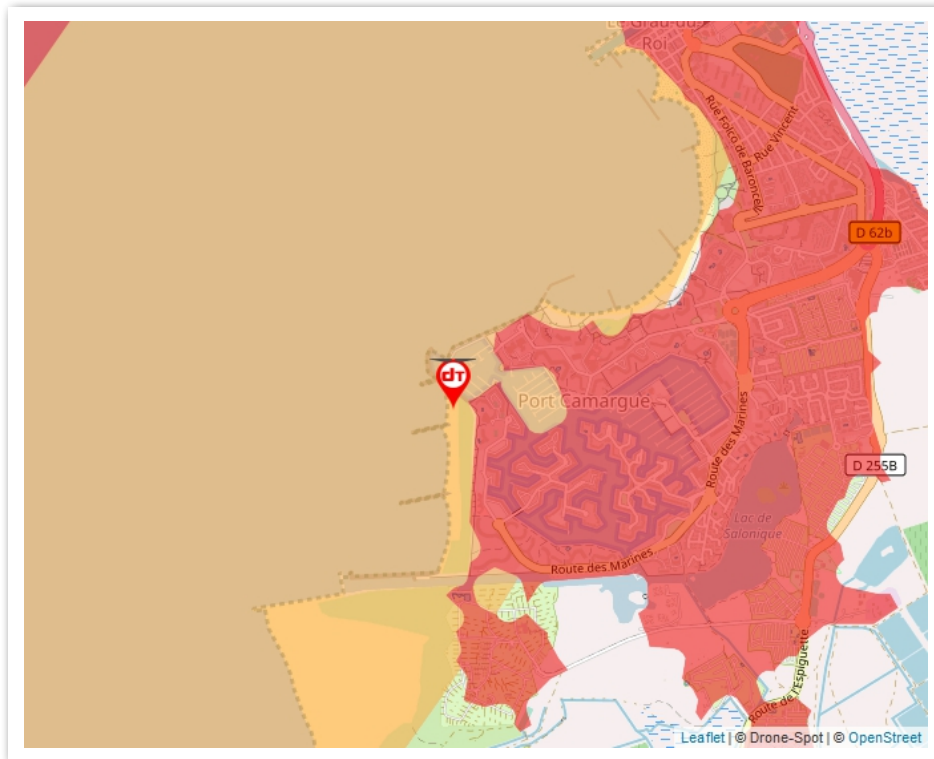 Le Grau-du-
Roi
Rue Vincent
Rue Folco de Baroncelli
D 62b
dT
Port Camargue
Route des Marines
D 255B
Lac de
Salonique
Route des Marines
Route de l'Espiguette
Leaflet | © Drone-Spot | © OpenStreet